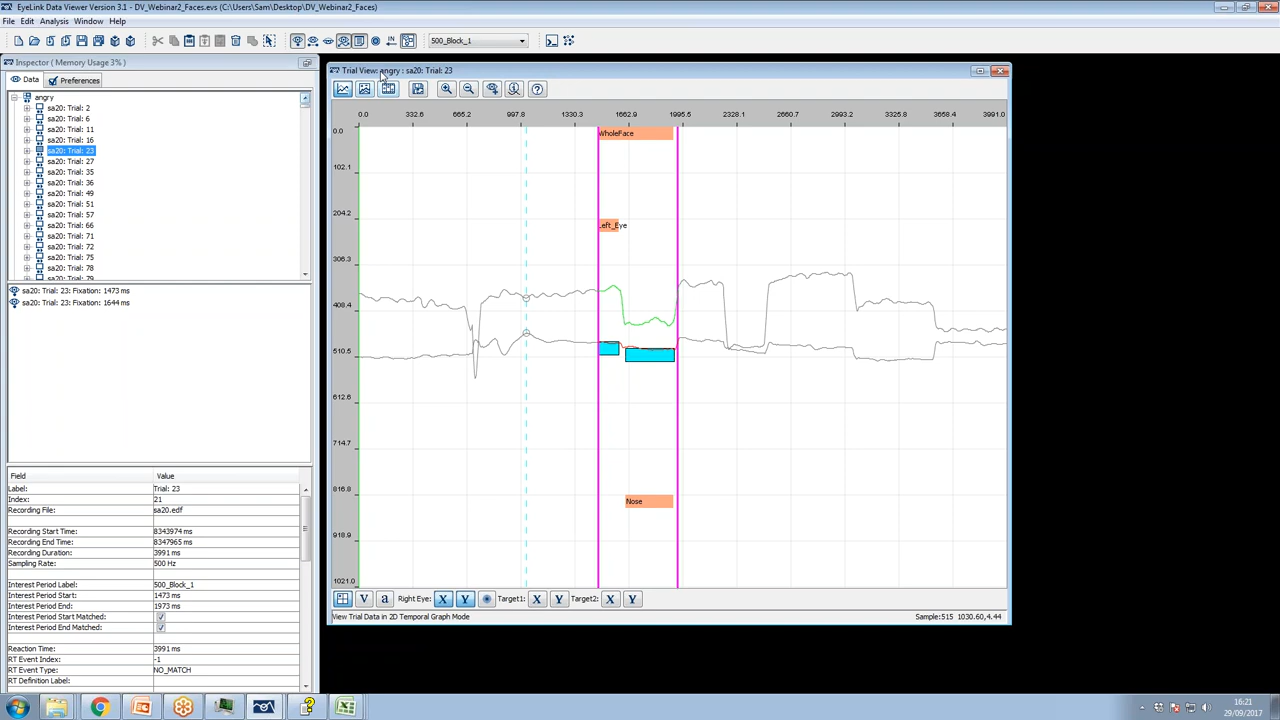 EyeLink Data Viewer Version 3.1 - DV_Webinar2_Faces.evs (C:\Users\Sam\Desktop\DV_Webinar2_Faces)
File Edit Analysis Window Help
500_Block_1
Inspector ( Memory Usage 3% )
Data Preferences
angry
sa20: Trial: 2
sa20: Trial: 6
sa20: Trial: 11
sa20: Trial: 16
sa20: Trial: 23
sa20: Trial: 27
sa20: Trial: 35
sa20: Trial: 36
sa20: Trial: 49
sa20: Trial: 51
sa20: Trial: 57
sa20: Trial: 66
sa20: Trial: 71
sa20: Trial: 72
sa20: Trial: 75
sa20: Trial: 78
sa20: Trial: 79
sa20: Trial: 23: Fixation: 1473 ms
sa20: Trial: 23: Fixation: 1644 ms
Field Value
Label: Trial: 23
Index: 21
Recording File: sa20.edf
Recording Start Time: 8343974 ms
Recording End Time: 8347965 ms
Recording Duration: 3991 ms
Sampling Rate: 500 Hz
Interest Period Label: 500_Block_1
Interest Period Start: 1473 ms
Interest Period End: 1973 ms
Interest Period Start Matched:
Interest Period End Matched:
Reaction Time: 3991 ms
RT Event Index: -1
RT Event Type: NO_MATCH
RT Definition Label:
Trial View: angry : sa20: Trial: 23
0.0 332.6 665.2 997.8 1330.3 1662.9 1995.5 2328.1 2660.7 2993.2 3325.8 3658.4 3991.0
0.0
102.1
204.2
306.3
408.4
510.5
612.6
714.7
816.8
918.9
1021.0
WholeFace
Left_Eye
Nose
V a Right Eye: X Y Target1: X Y Target2: X Y
View Trial Data in 2D Temporal Graph Mode
Sample:515 1030.60,4.44
16:21
29/09/2017